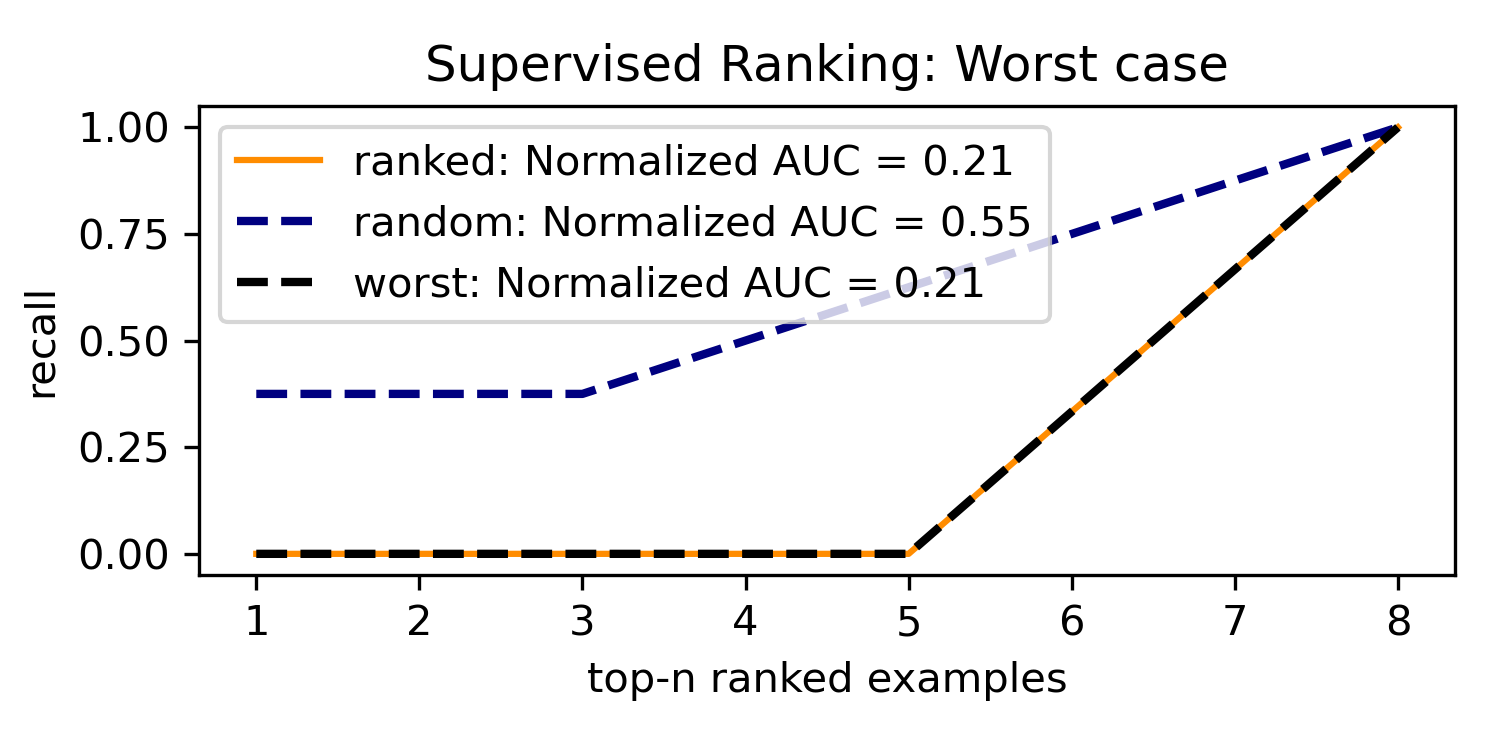 Supervised Ranking: Worst case
1.00
0.75
0.50
0.25
0.00
recall
ranked: Normalized AUC = 0.21
random: Normalized AUC = 0.55
worst: Normalized AUC = 0.21
1 2 3 4 5 6 7 8
top-n ranked examples